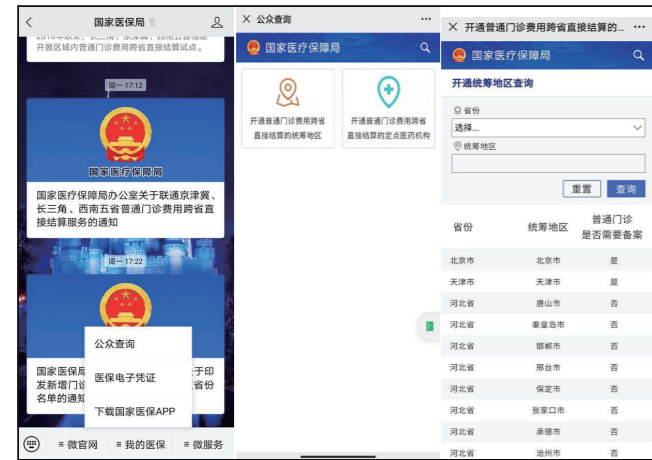 国家医保局
开展区域内普通门诊费用跨省直接结算试点。
周一 17:12
国家医疗保障局
国家医疗保障局办公室关于联通京津冀、
长三角、西南五省普通门诊费用跨省直
接结算服务的通知
周一 17:22
国家医保局
关于印
发新增门诊
省份
名单的通知
公众查询
医保电子凭证
下载国家医保APP
≡ 微官网
≡ 我的医保
≡ 微服务
× 公众查询 ···
国家医疗保障局
开通普通门诊费用跨省
直接结算的统筹地区
开通普通门诊费用跨省
直接结算的定点医药机构
× 开通普通门诊费用跨省直接结算的... ···
国家医疗保障局
开通统筹地区查询
省份
选择...
统筹地区
重置 查询
省份 统筹地区 普通门诊
是否需要备案
北京市 北京市 是
天津市 天津市 是
河北省 唐山市 否
河北省 秦皇岛市 否
河北省 邯郸市 否
河北省 邢台市 否
河北省 保定市 否
河北省 张家口市 否
河北省 承德市 否
河北省 沧州市 否